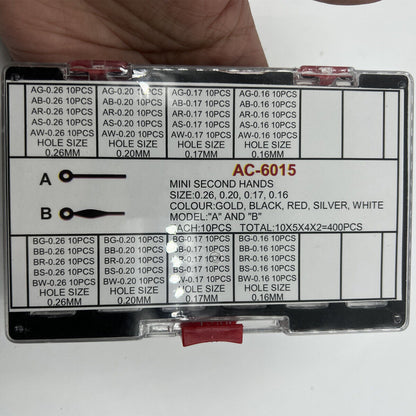 AG-0.26 10PCS AG-0.20 10PCS AG-0.17 10PCS AG-0.16 10PCS
AB-0.26 10PCS AB-0.20 10PCS AB-0.17 10PCS AB-0.16 10PCS
AR-0.26 10PCS AR-0.20 10PCS AR-0.17 10PCS AR-0.16 10PCS
AS-0.26 10PCS AS-0.20 10PCS AS-0.17 10PCS AS-0.16 10PCS
AW-0.26 10PCS AW-0.20 10PCS AW-0.17 10PCS AW-0.16 10PCS
HOLE SIZE HOLE SIZE HOLE SIZE HOLE SIZE
0.26MM 0.20MM 0.17MM 0.16MM
AC-6015
A
MINI SECOND HANDS
SIZE:0.26, 0.20, 0.17, 0.16
COLOUR:GOLD, BLACK, RED, SILVER, WHITE
B
MODEL:"A" AND "B"
EACH:10PCS TOTAL:10X5X4X2=400PCS
BG-0.26 10PCS BG-0.20 10PCS BG-0.17 10PCS BG-0.16 10PCS
BB-0.26 10PCS BB-0.20 10PCS BB-0.17 10PCS BB-0.16 10PCS
BR-0.26 10PCS BR-0.20 10PCS BR-0.17 10PCS BR-0.16 10PCS
BS-0.26 10PCS BS-0.20 10PCS BS-0.17 10PCS BS-0.16 10PCS
BW-0.26 10PCS BW-0.20 10PCS BW-0.17 10PCS BW-0.16 10PCS
HOLE SIZE HOLE SIZE HOLE SIZE HOLE SIZE
0.26MM 0.20MM 0.17MM 0.16MM